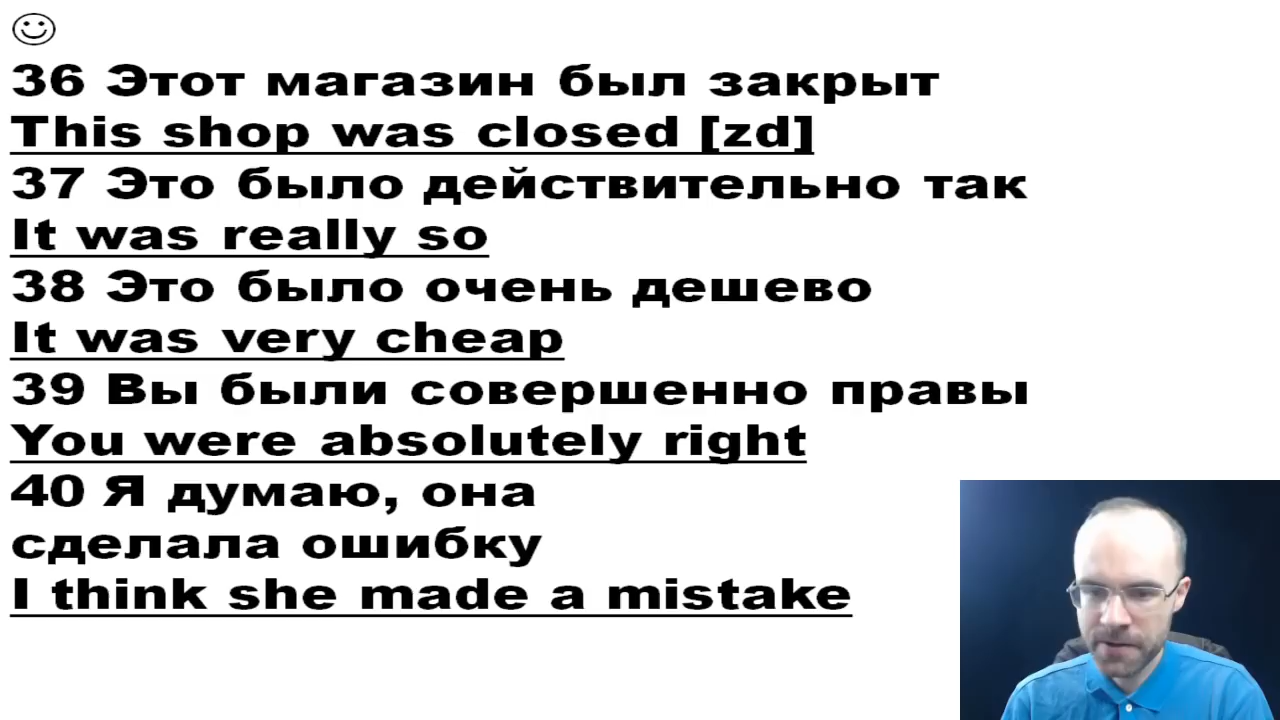 36 Этот магазин был закрыт
This shop was closed [zd]
37 Это было действительно так
It was really so
38 Это было очень дешево
It was very cheap
39 Вы были совершенно правы
You were absolutely right
40 Я думаю, она
сделала ошибку
I think she made a mistake